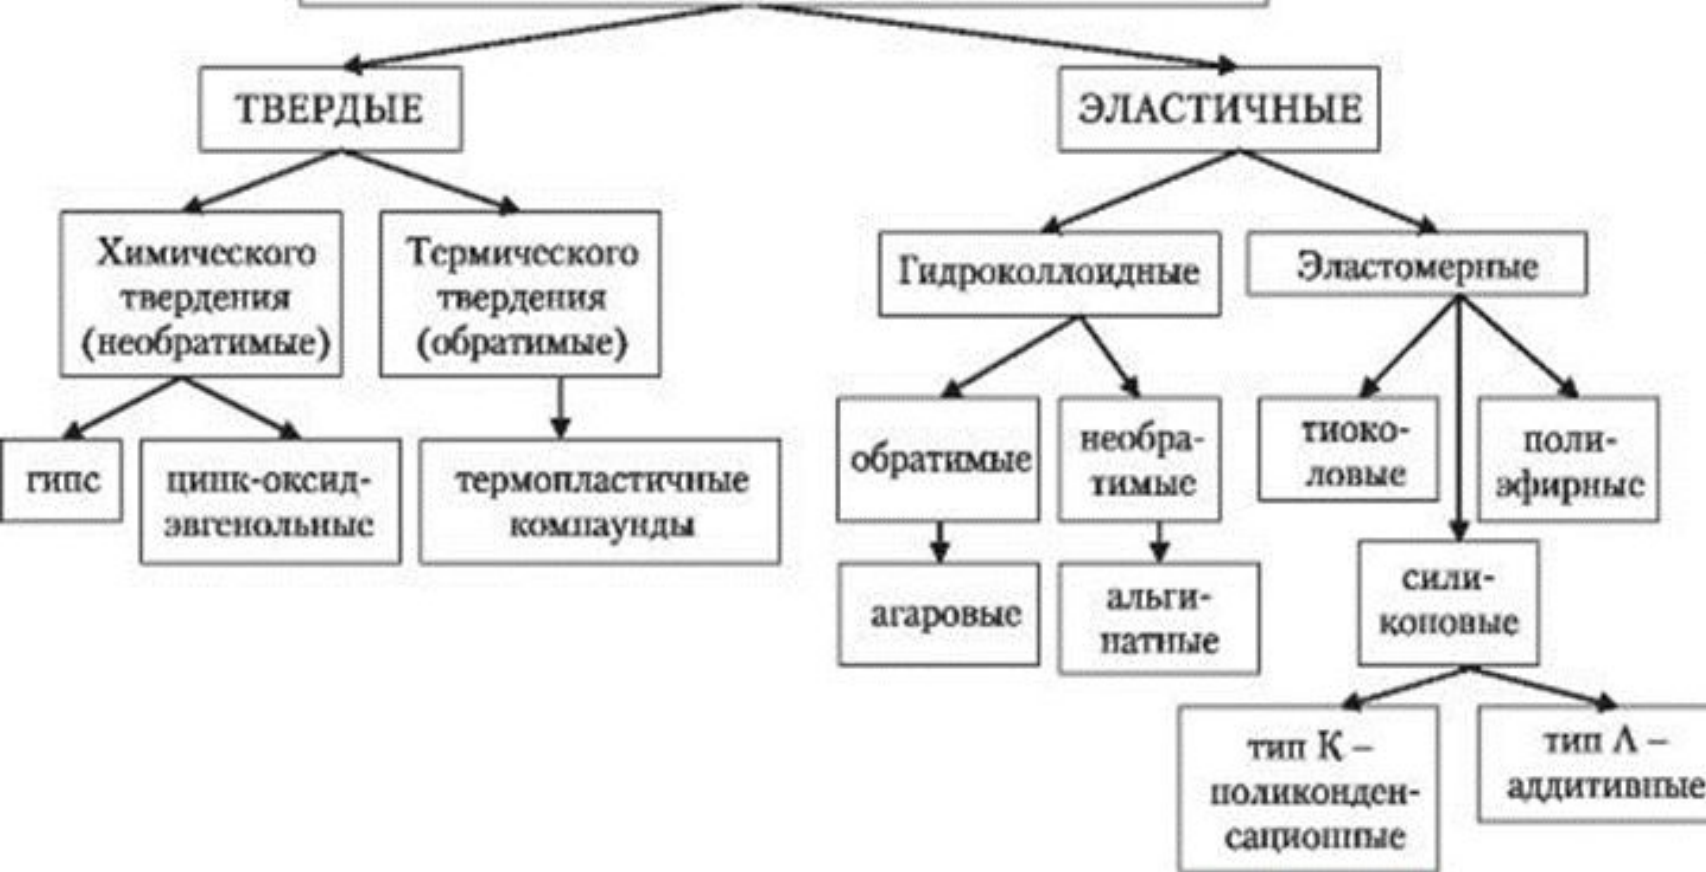 ТВЕРДЫЕ
ЭЛАСТИЧНЫЕ
Химического
твердения
(необратимые)
Термического
твердения
(обратимые)
Гидроколлоидные
Эластомерные
гипс
цинк-оксид-
эвгенольные
термопластичные
компаунды
обратимые
необра-
тимые
тиоко-
ловые
поли-
эфирные
агаровые
альги-
натные
сили-
коновые
тип К –
поликонден-
сационные
тип А –
аддитивные